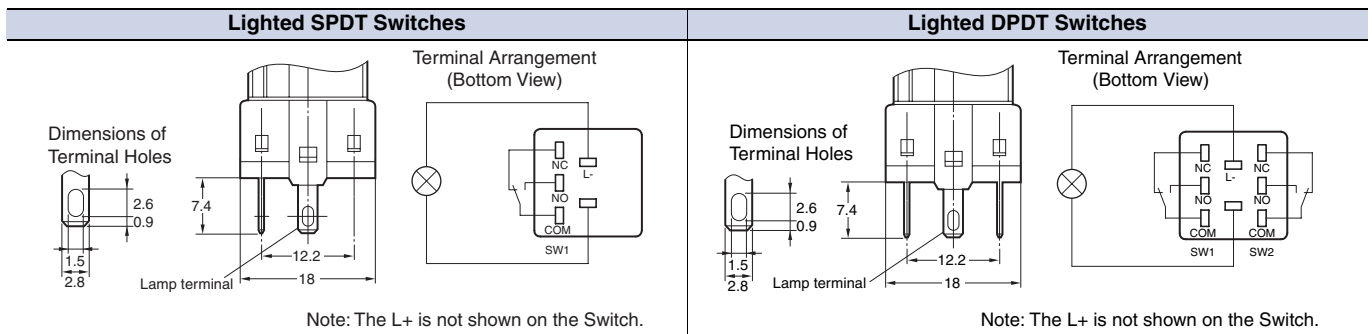 Lighted SPDT Switches
Terminal Arrangement
(Bottom View)
Dimensions of
Terminal Holes
2.6
0.9
1.5
2.8
7.4
12.2
18
Lamp terminal
NC
L-
NO
COM
SW1
Note: The L+ is not shown on the Switch.
Lighted DPDT Switches
Terminal Arrangement
(Bottom View)
Dimensions of
Terminal Holes
2.6
0.9
1.5
2.8
7.4
12.2
18
Lamp terminal
NC
L-
NC
NO
NO
COM
COM
SW1
SW2
Note: The L+ is not shown on the Switch.